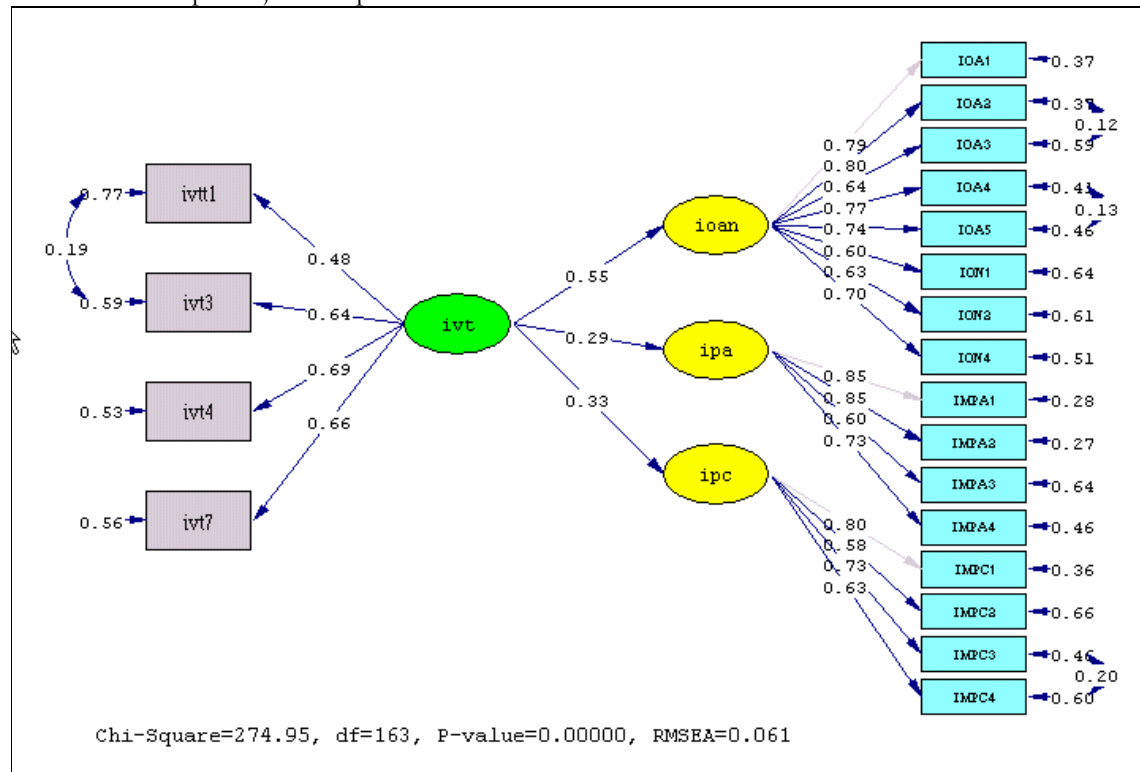 IOA1 0.37
IOA2 0.37
0.12
IOA3 0.59
IOA4 0.41
0.13
IOA5 0.46
ION1 0.64
ION2 0.61
ION4 0.51
IMPA1 0.28
IMPA2 0.27
IMPA3 0.64
IMPA4 0.46
IMPC1 0.36
IMPC2 0.66
IMPC3 0.46
0.20
IMPC4 0.60
0.79
0.80
0.64
0.77
0.74
0.60
0.63
0.70
0.85
0.85
0.60
0.73
0.80
0.58
0.73
0.63
ioan
ipa
ipc
0.55
0.29
0.33
ivt
0.48
0.64
0.69
0.66
0.77 ivtt1
0.19
0.59 ivt3
0.53 ivt4
0.56 ivt7
Chi-Square=274.95, df=163, P-value=0.00000, RMSEA=0.061